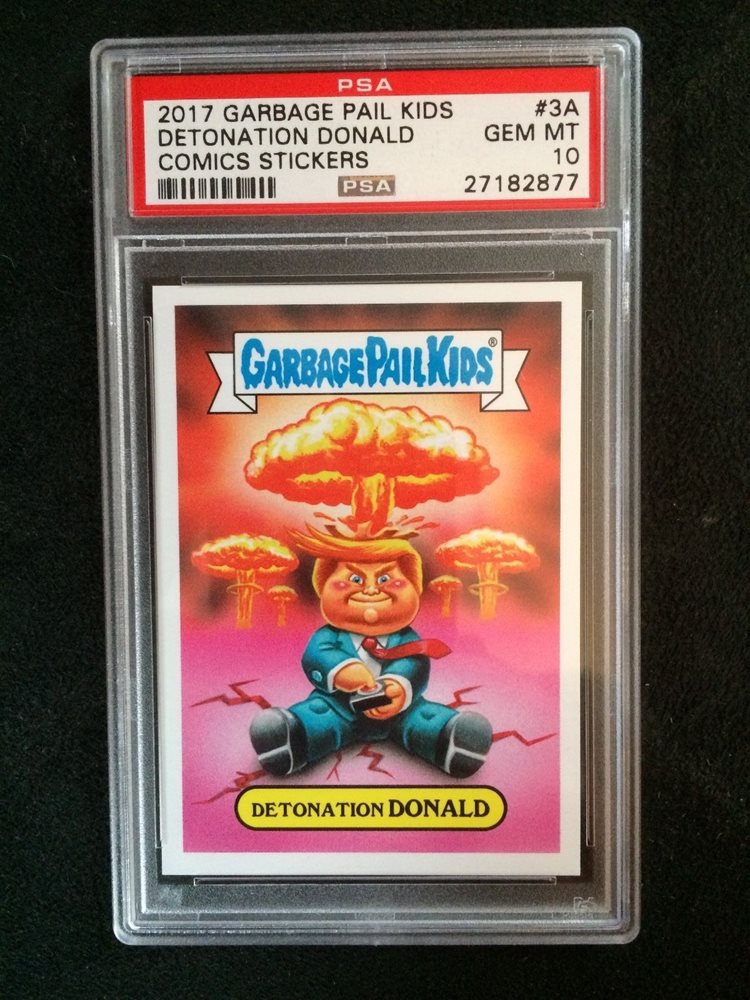 PSA
2017 GARBAGE PAIL KIDS #3A
DETONATION DONALD GEM MT
COMICS STICKERS 10
PSA 27182877
GARBAGE PAIL KIDS®
DETONATION DONALD